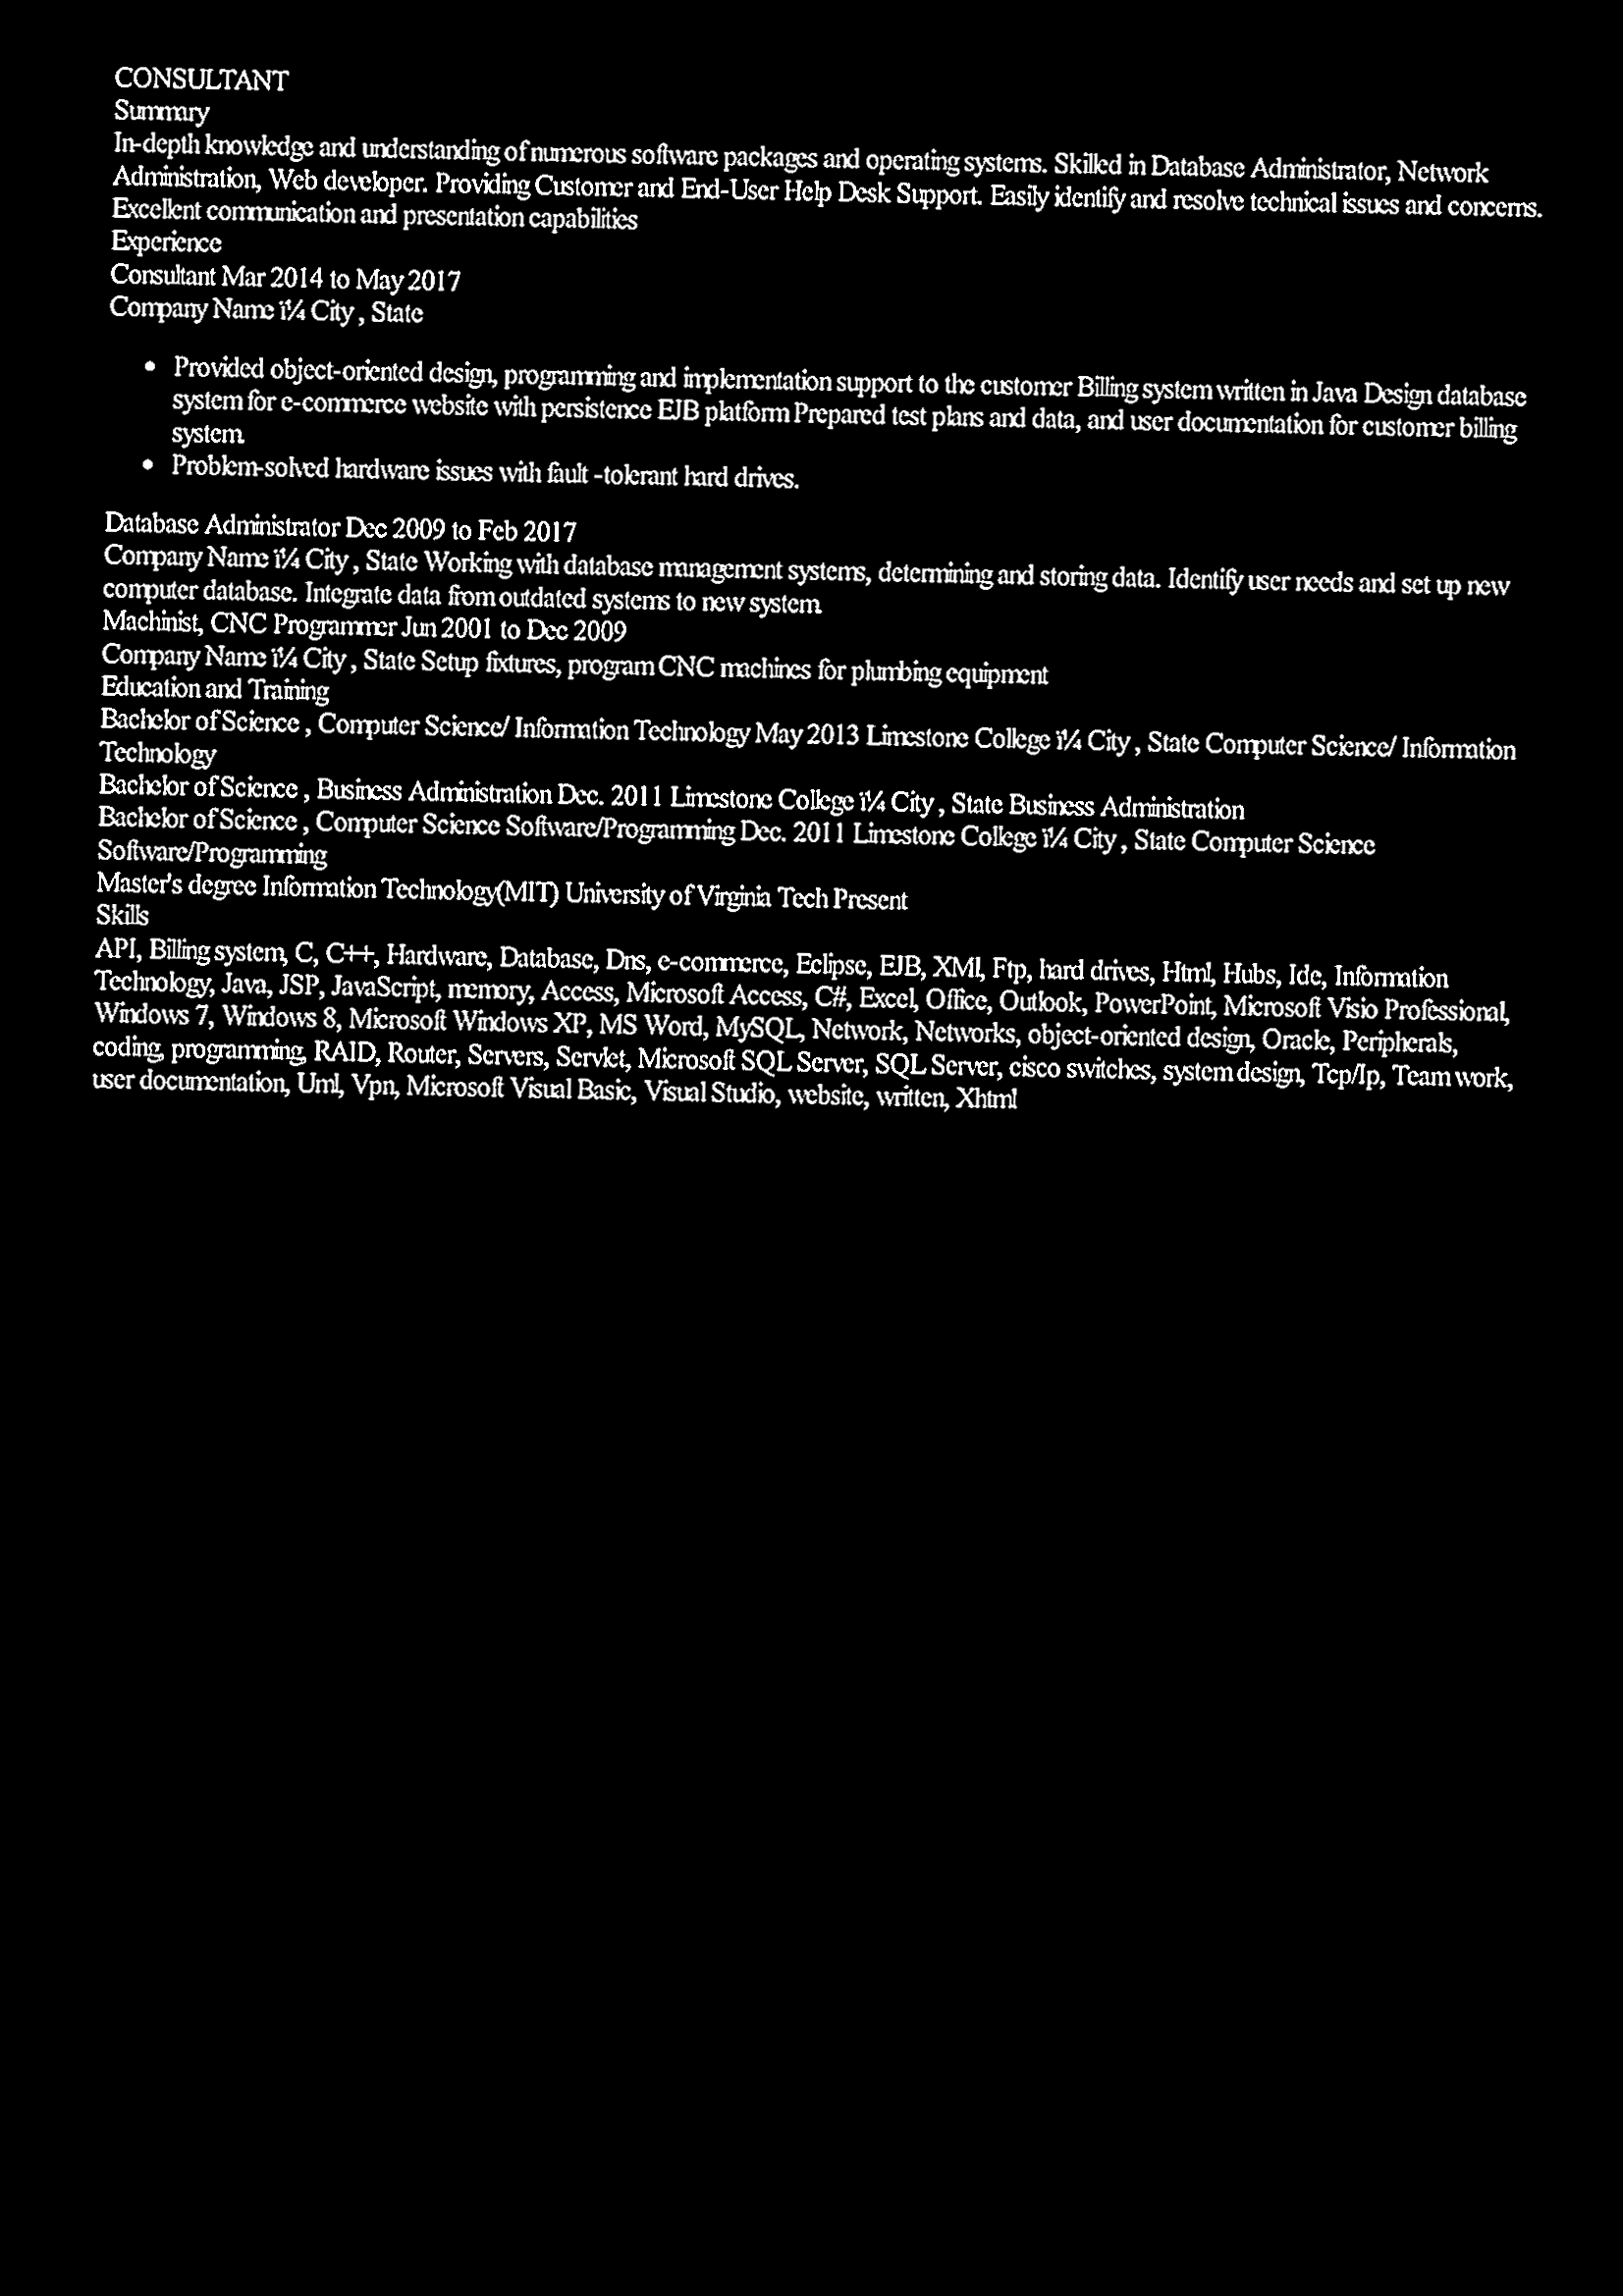 CONSULTANT
Summary
In-depth knowledge and understanding of numerous software packages and operating systems. Skilled in Database Administrator, Network
Administration, Web developer. Providing Customer and End-User Help Desk Support. Easily identify and resolve technical issues and concerns.
Excellent communication and presentation capabilities
Experience
Consultant Mar 2014 to May 2017
Company Name ï¼ City , State
• Provided object-oriented design, programming and implementation support to the customer Billing system written in Java Design database
system for e-commerce website with persistence EJB platform Prepared test plans and data, and user documentation for customer billing
system.
• Problem-solved hardware issues with fault -tolerant hard drives.
Database Administrator Dec 2009 to Feb 2017
Company Name ï¼ City , State Working with database management systems, determining and storing data. Identify user needs and set up new
computer database. Integrate data from outdated systems to new system.
Machinist, CNC Programmer Jun 2001 to Dec 2009
Company Name ï¼ City , State Setup fixtures, program CNC machines for plumbing equipment
Education and Training
Bachelor of Science , Computer Science/ Information Technology May 2013 Limestone College ï¼ City , State Computer Science/ Information
Technology
Bachelor of Science , Business Administration Dec. 2011 Limestone College ï¼ City , State Business Administration
Bachelor of Science , Computer Science Software/Programming Dec. 2011 Limestone College ï¼ City , State Computer Science
Software/Programming
Master's degree Information Technology(MIT) University of Virginia Tech Present
Skills
API, Billing system, C, C++, Hardware, Database, Dns, e-commerce, Eclipse, EJB, XMl, Ftp, hard drives, Html, Hubs, Ide, Information
Technology, Java, JSP, JavaScript, memory, Access, Microsoft Access, C#, Excel, Office, Outlook, PowerPoint, Microsoft Visio Professional,
Windows 7, Windows 8, Microsoft Windows XP, MS Word, MySQL, Network, Networks, object-oriented design, Oracle, Peripherals,
coding, programming, RAID, Router, Servers, Servlet, Microsoft SQL Server, SQL Server, cisco switches, system design, Tcp/Ip, Team work,
user documentation, Uml, Vpn, Microsoft Visual Basic, Visual Studio, website, written, Xhtml